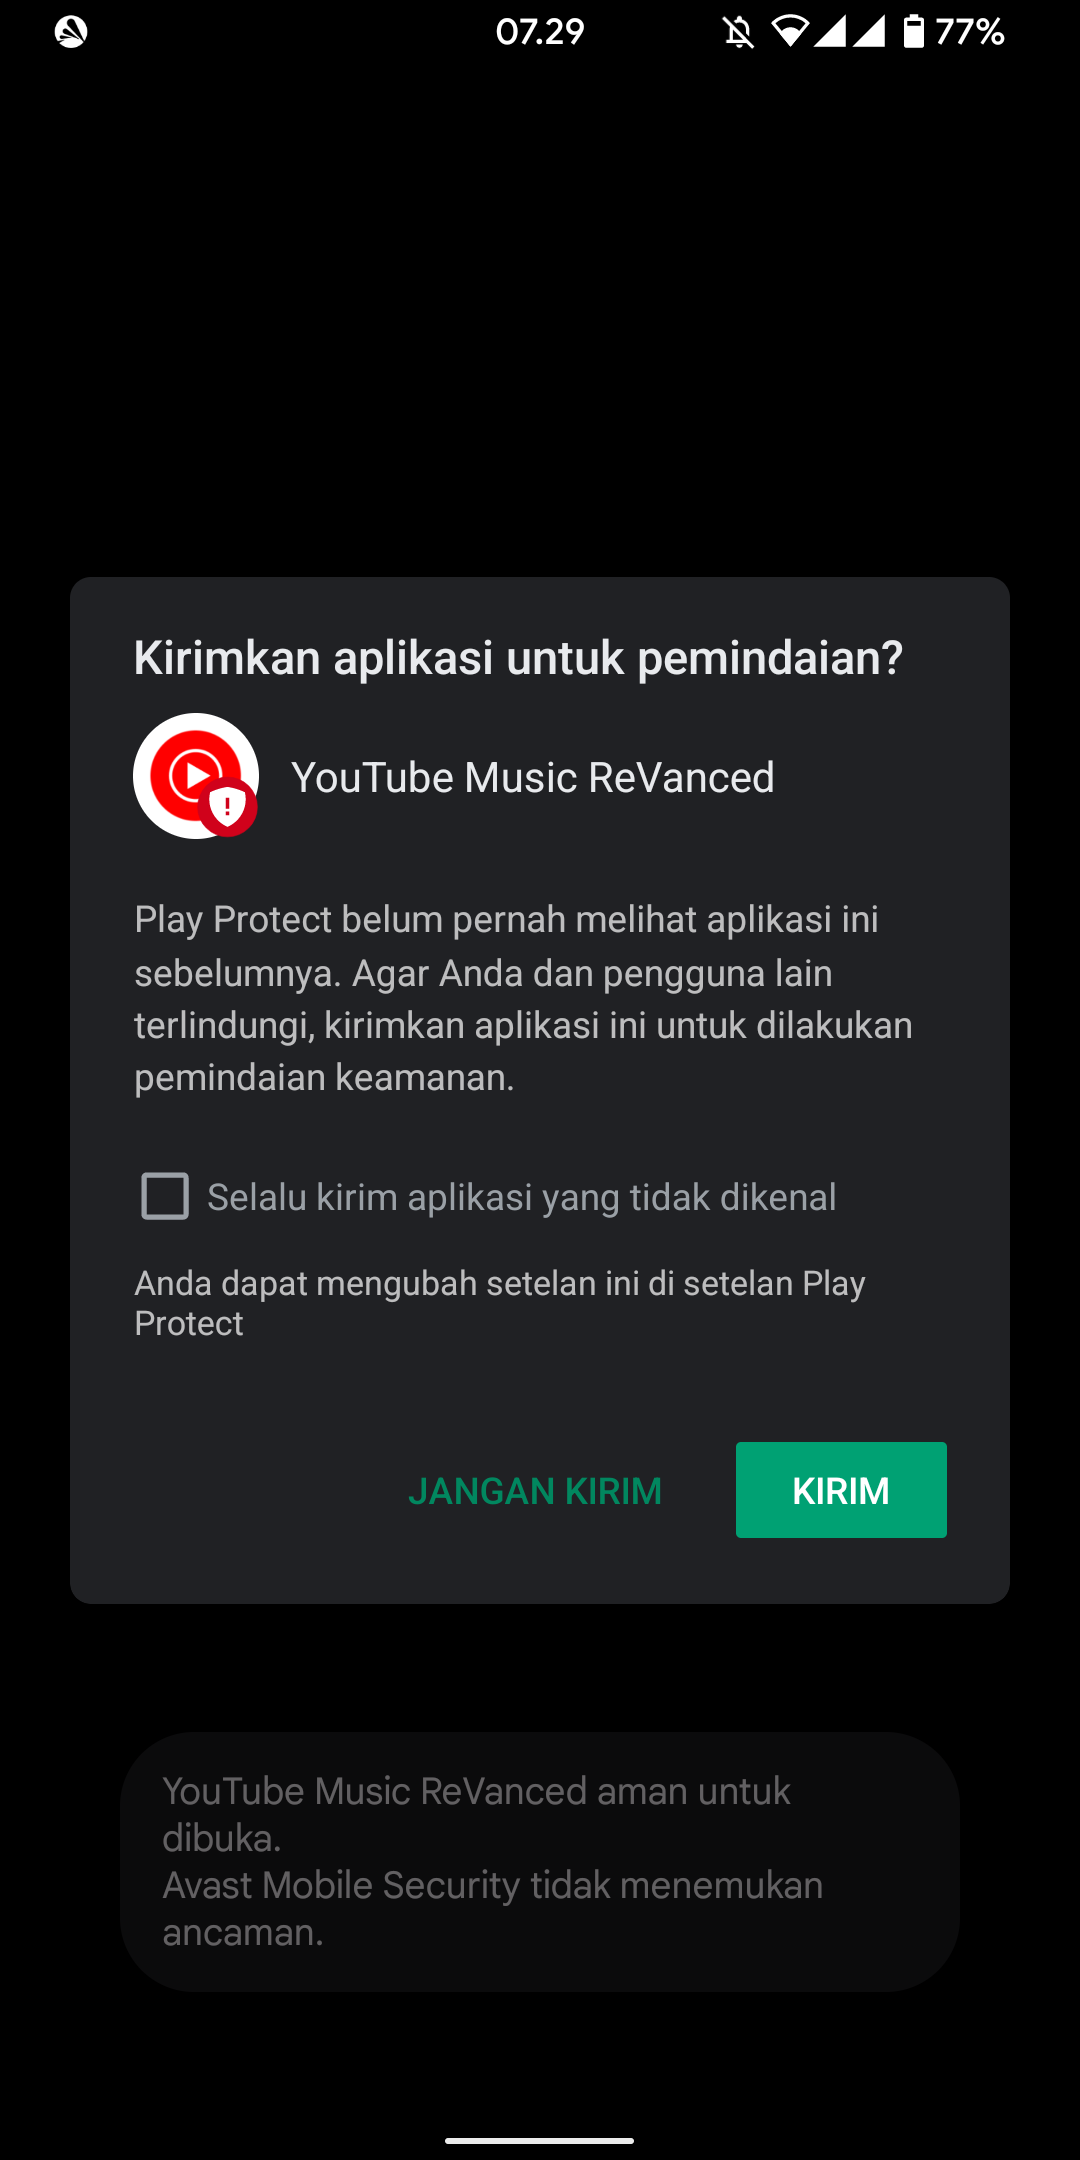 07.29
77%
Kirimkan aplikasi untuk pemindaian?
YouTube Music ReVanced
Play Protect belum pernah melihat aplikasi ini
sebelumnya. Agar Anda dan pengguna lain
terlindungi, kirimkan aplikasi ini untuk dilakukan
pemindaian keamanan.
Selalu kirim aplikasi yang tidak dikenal
Anda dapat mengubah setelan ini di setelan Play
Protect
JANGAN KIRIM
KIRIM
YouTube Music ReVanced aman untuk
dibuka.
Avast Mobile Security tidak menemukan
ancaman.